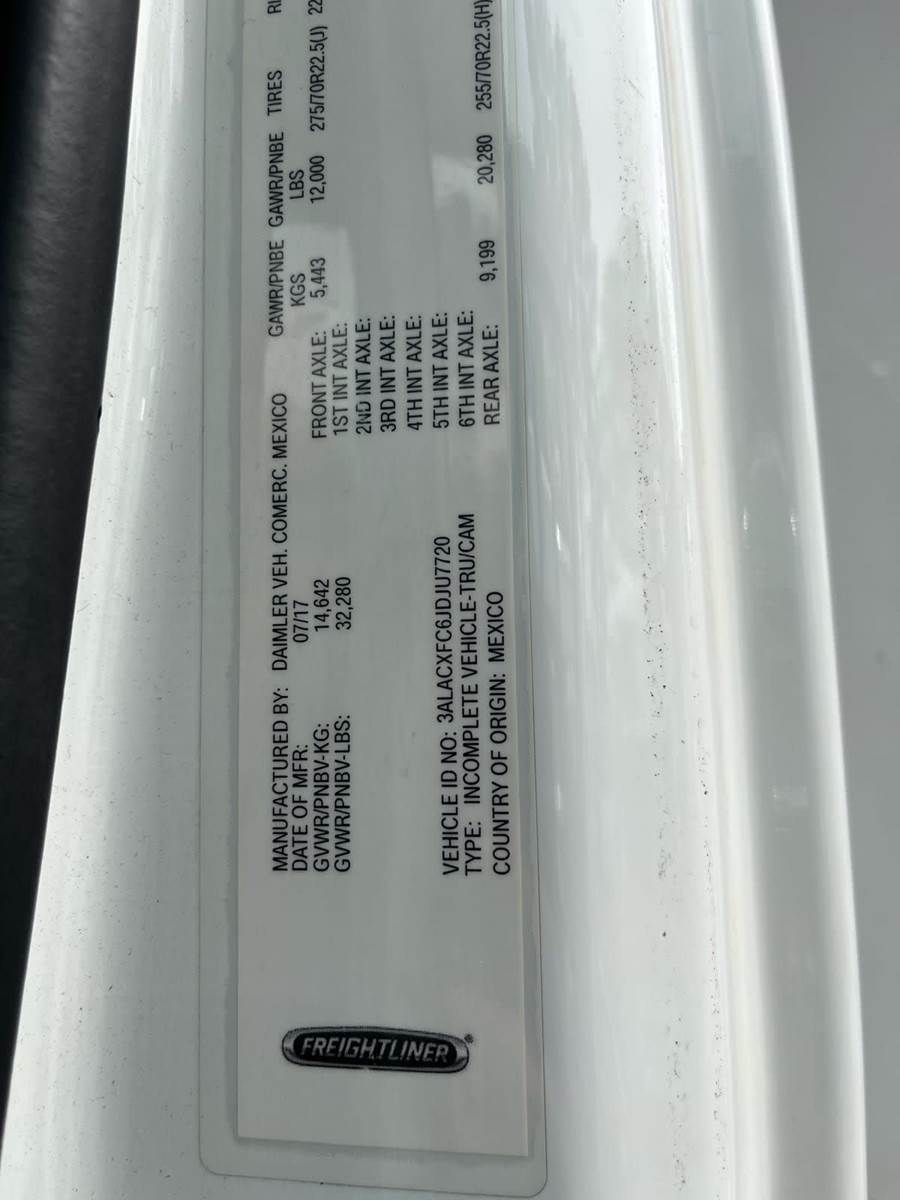 FREIGHTLINER®
MANUFACTURED BY: DAIMLER VEH. COMERC. MEXICO
DATE OF MFR: 07/17
GVWR/PNBV-KG: 14,642
GVWR/PNBV-LBS: 32,280
VEHICLE ID NO: 3ALACXFC6JDJU7720
TYPE: INCOMPLETE VEHICLE-TRU/CAM
COUNTRY OF ORIGIN: MEXICO
GAWR/PNBE GAWR/PNBE TIRES
KGS LBS
FRONT AXLE: 5,443 12,000 275/70R22.5(J)
1ST INT AXLE:
2ND INT AXLE:
3RD INT AXLE:
4TH INT AXLE:
5TH INT AXLE:
6TH INT AXLE:
REAR AXLE: 9,199 20,280 255/70R22.5(H)